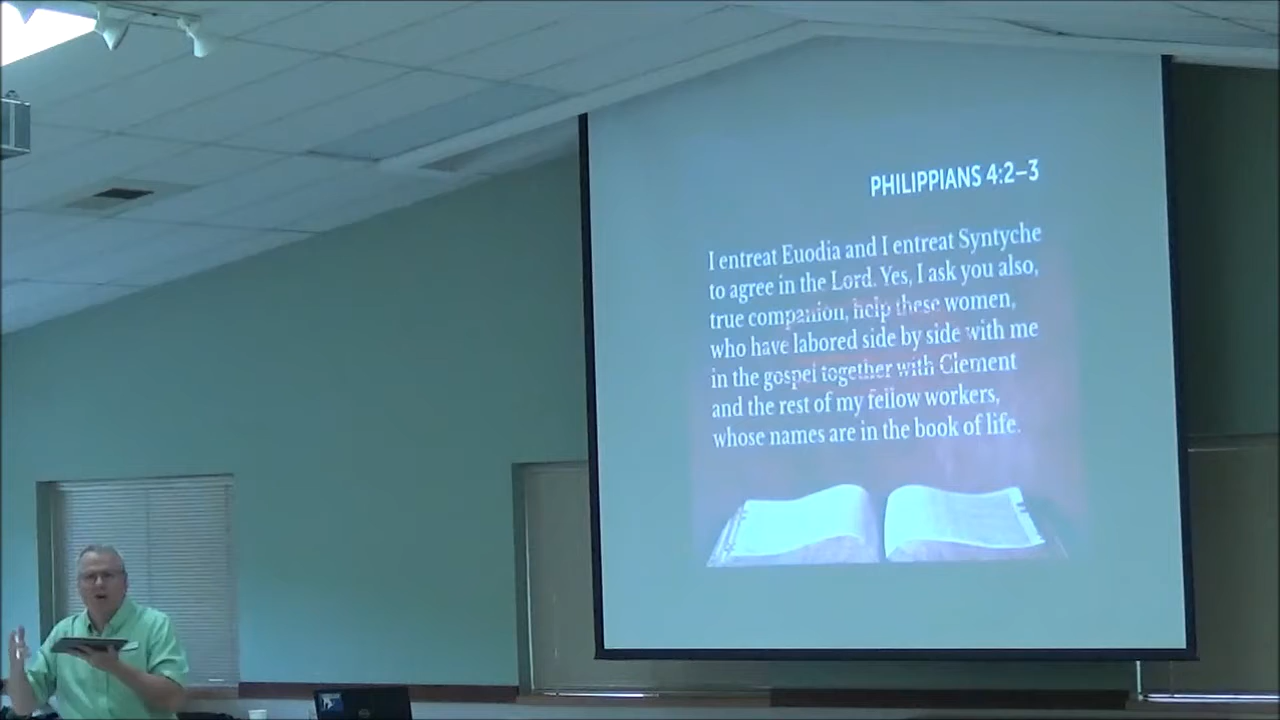 PHILIPPIANS 4:2–3
I entreat Euodia and I entreat Syntyche
to agree in the Lord. Yes, I ask you also,
true companion, help these women,
who have labored side by side with me
in the gospel together with Clement
and the rest of my fellow workers,
whose names are in the book of life.